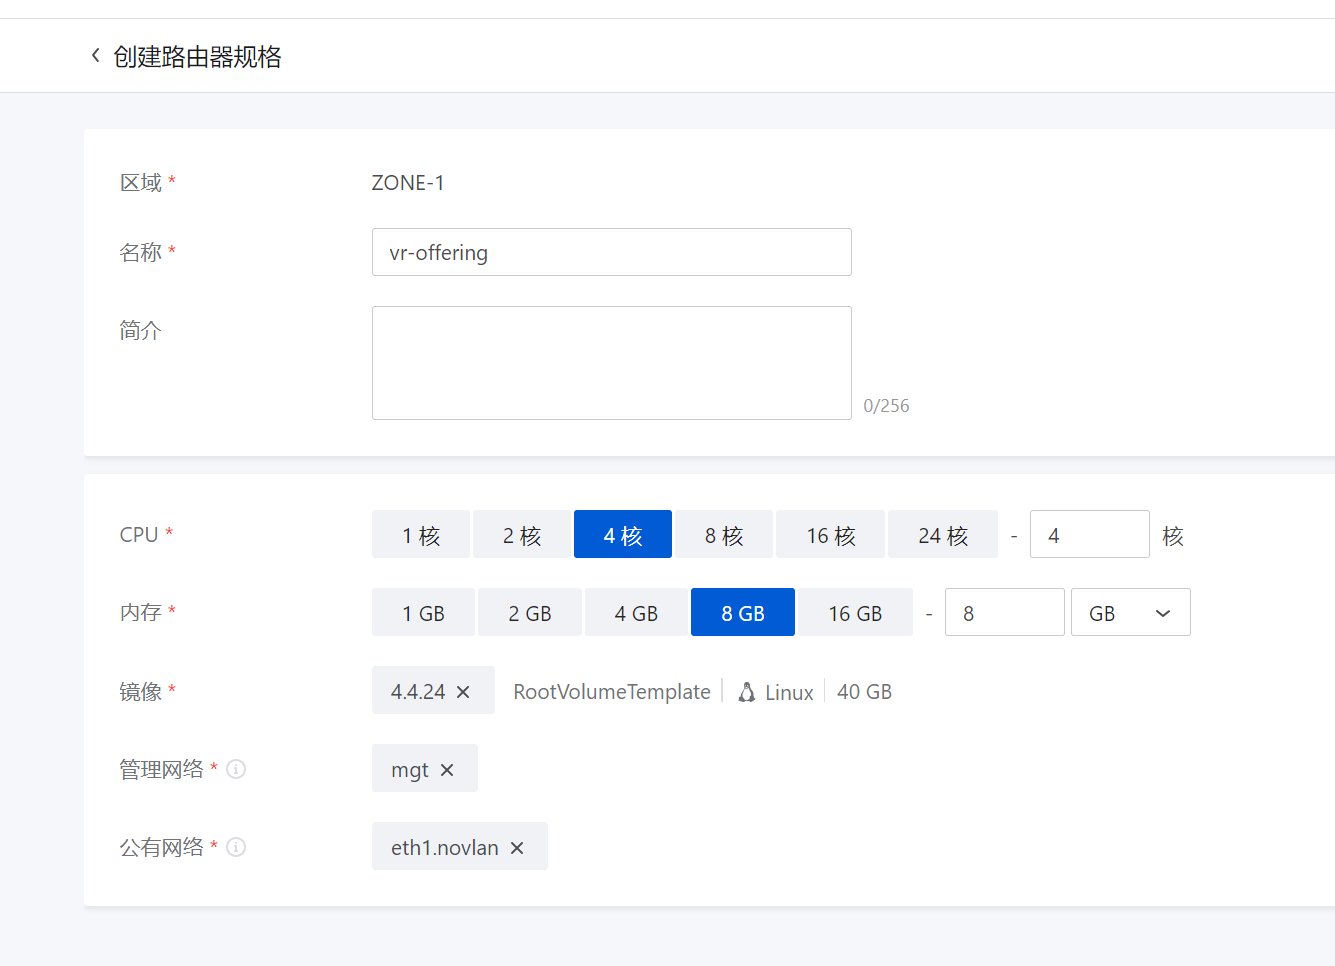 创建路由器规格
区域 * ZONE-1
名称 * vr-offering
简介
0/256
CPU * 1 核 2 核 4 核 8 核 16 核 24 核 - 4 核
内存 * 1 GB 2 GB 4 GB 8 GB 16 GB - 8 GB
镜像 * 4.4.24 RootVolumeTemplate Linux 40 GB
管理网络 * mgt
公有网络 * eth1.novlan